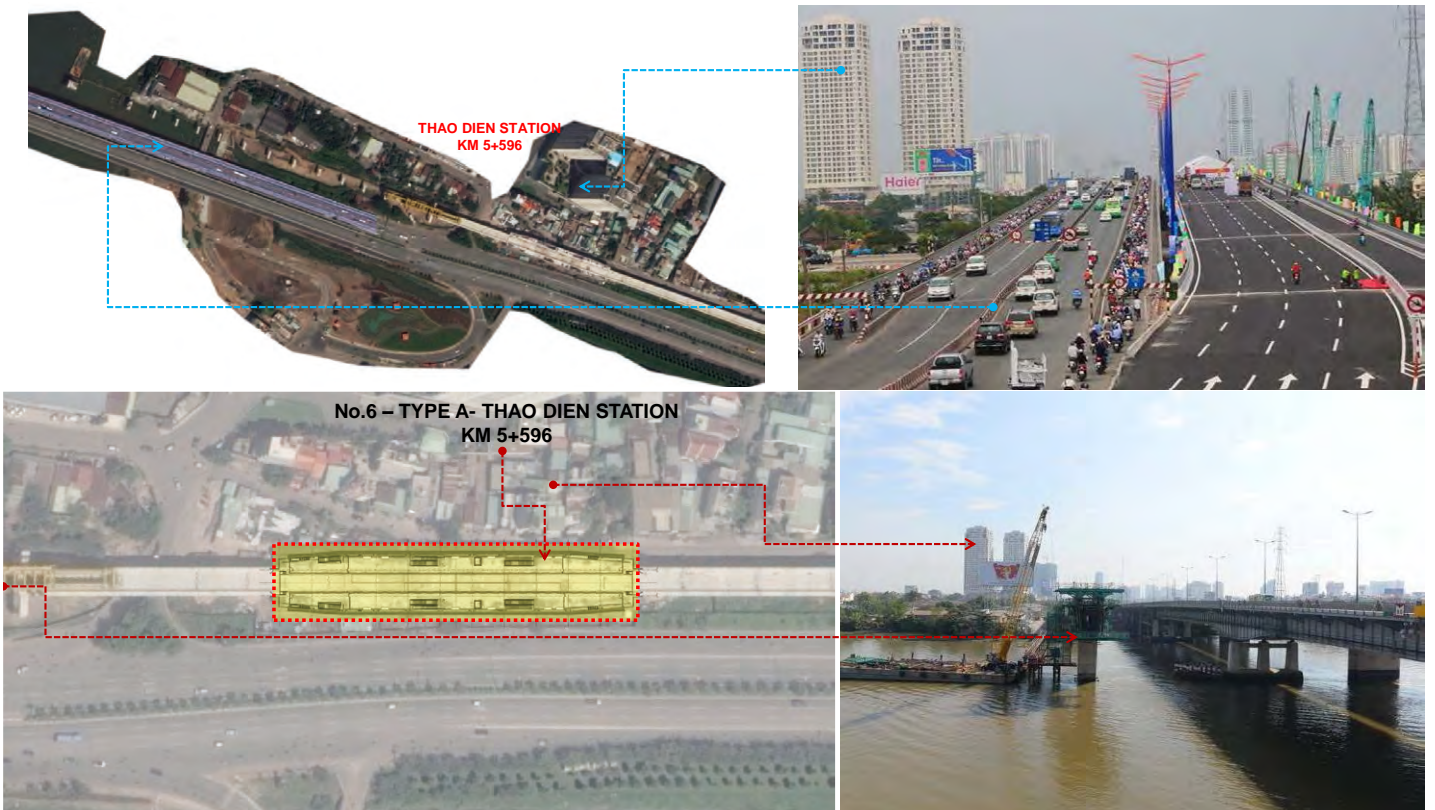 THAO DIEN STATION
KM 5+596
Haier
No.6 – TYPE A- THAO DIEN STATION
KM 5+596